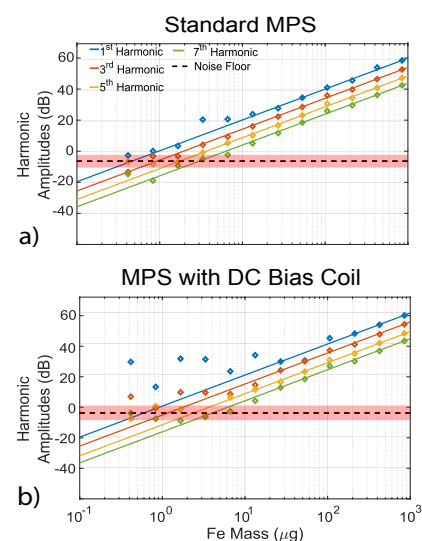 Standard MPS
60
40
20
0
-20
-40
Harmonic
Amplitudes (dB)
1st Harmonic
3rd Harmonic
5th Harmonic
7th Harmonic
Noise Floor
a)
MPS with DC Bias Coil
60
40
20
0
-20
-40
Harmonic
Amplitudes (dB)
b)
10-1
100
101
102
103
Fe Mass (μg)